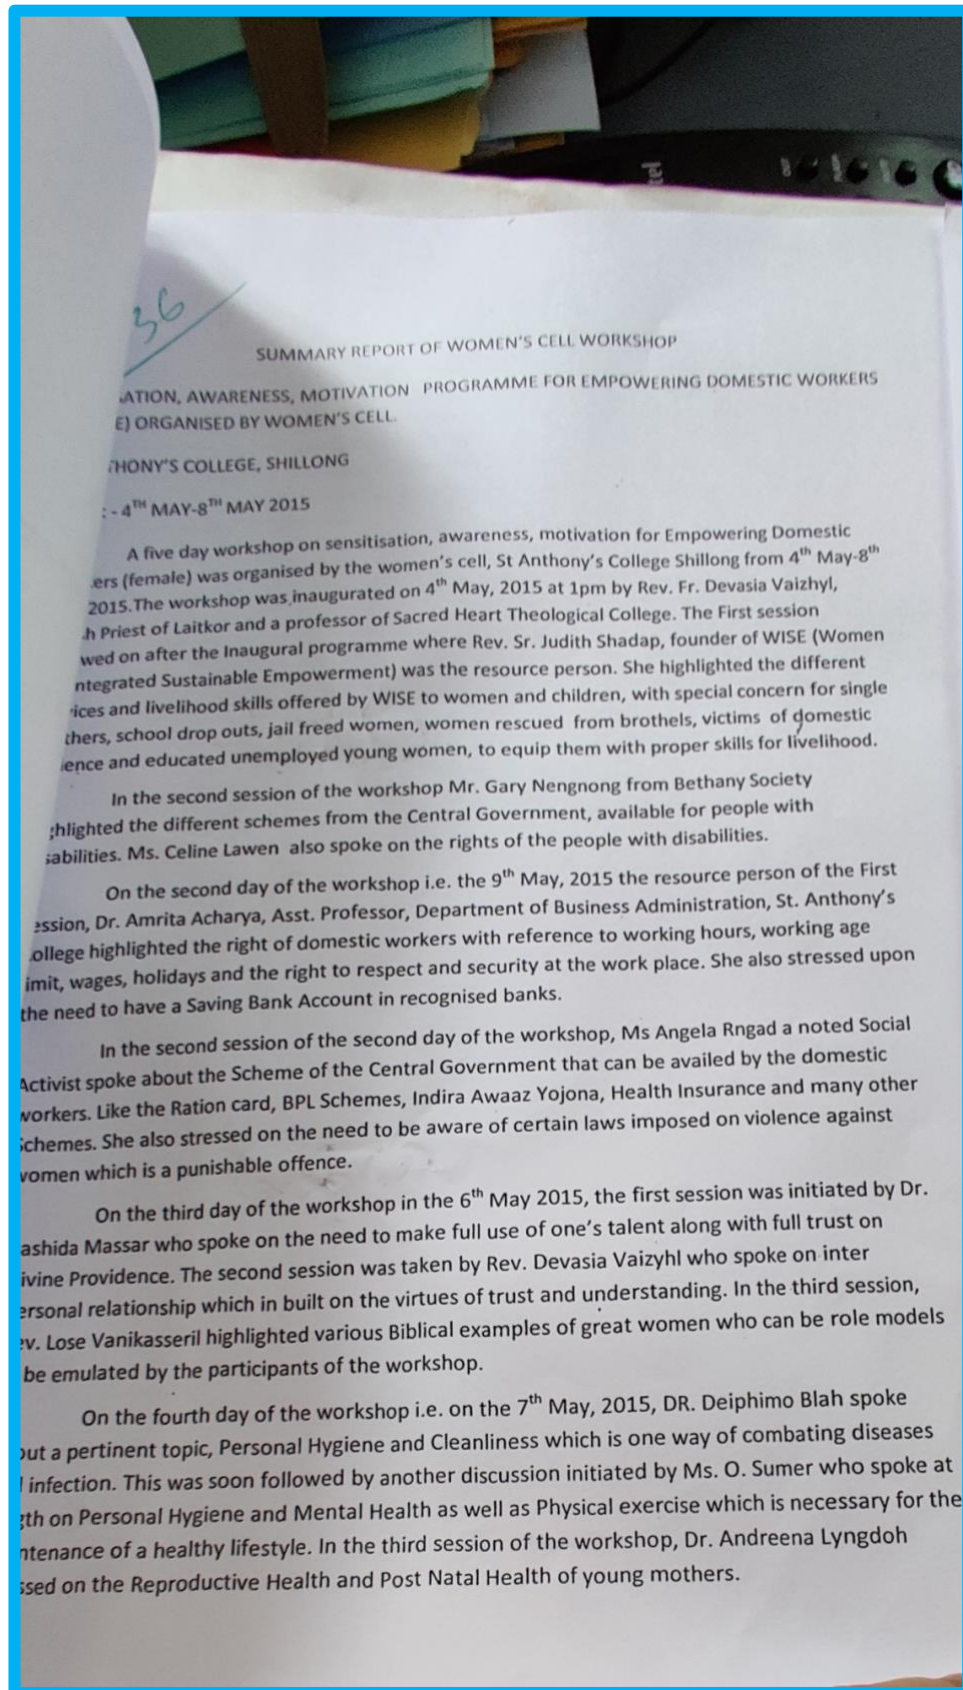 tel
36
SUMMARY REPORT OF WOMEN'S CELL WORKSHOP
ATION, AWARENESS, MOTIVATION PROGRAMME FOR EMPOWERING DOMESTIC WORKERS
E) ORGANISED BY WOMEN'S CELL.
THONY'S COLLEGE, SHILLONG
: - 4TH MAY-8TH MAY 2015
A five day workshop on sensitisation, awareness, motivation for Empowering Domestic
ers (female) was organised by the women's cell, St Anthony's College Shillong from 4th May-8th
2015.The workshop was inaugurated on 4th May, 2015 at 1pm by Rev. Fr. Devasia Vaizhyl,
h Priest of Laitkor and a professor of Sacred Heart Theological College. The First session
wed on after the Inaugural programme where Rev. Sr. Judith Shadap, founder of WISE (Women
ntegrated Sustainable Empowerment) was the resource person. She highlighted the different
ices and livelihood skills offered by WISE to women and children, with special concern for single
thers, school drop outs, jail freed women, women rescued from brothels, victims of domestic
ence and educated unemployed young women, to equip them with proper skills for livelihood.
In the second session of the workshop Mr. Gary Nengnong from Bethany Society
ghlighted the different schemes from the Central Government, available for people with
sabilities. Ms. Celine Lawen also spoke on the rights of the people with disabilities.
On the second day of the workshop i.e. the 9th May, 2015 the resource person of the First
ession, Dr. Amrita Acharya, Asst. Professor, Department of Business Administration, St. Anthony's
ollege highlighted the right of domestic workers with reference to working hours, working age
imit, wages, holidays and the right to respect and security at the work place. She also stressed upon
the need to have a Saving Bank Account in recognised banks.
In the second session of the second day of the workshop, Ms Angela Rngad a noted Social
Activist spoke about the Scheme of the Central Government that can be availed by the domestic
workers. Like the Ration card, BPL Schemes, Indira Awaaz Yojona, Health Insurance and many other
Schemes. She also stressed on the need to be aware of certain laws imposed on violence against
women which is a punishable offence.
On the third day of the workshop in the 6th May 2015, the first session was initiated by Dr.
ashida Massar who spoke on the need to make full use of one's talent along with full trust on
ivine Providence. The second session was taken by Rev. Devasia Vaizyhl who spoke on inter
ersonal relationship which in built on the virtues of trust and understanding. In the third session,
ev. Lose Vanikasseril highlighted various Biblical examples of great women who can be role models
be emulated by the participants of the workshop.
On the fourth day of the workshop i.e. on the 7th May, 2015, DR. Deiphimo Blah spoke
out a pertinent topic, Personal Hygiene and Cleanliness which is one way of combating diseases
infection. This was soon followed by another discussion initiated by Ms. O. Sumer who spoke at
gth on Personal Hygiene and Mental Health as well as Physical exercise which is necessary for the
ntenance of a healthy lifestyle. In the third session of the workshop, Dr. Andreena Lyngdoh
ssed on the Reproductive Health and Post Natal Health of young mothers.